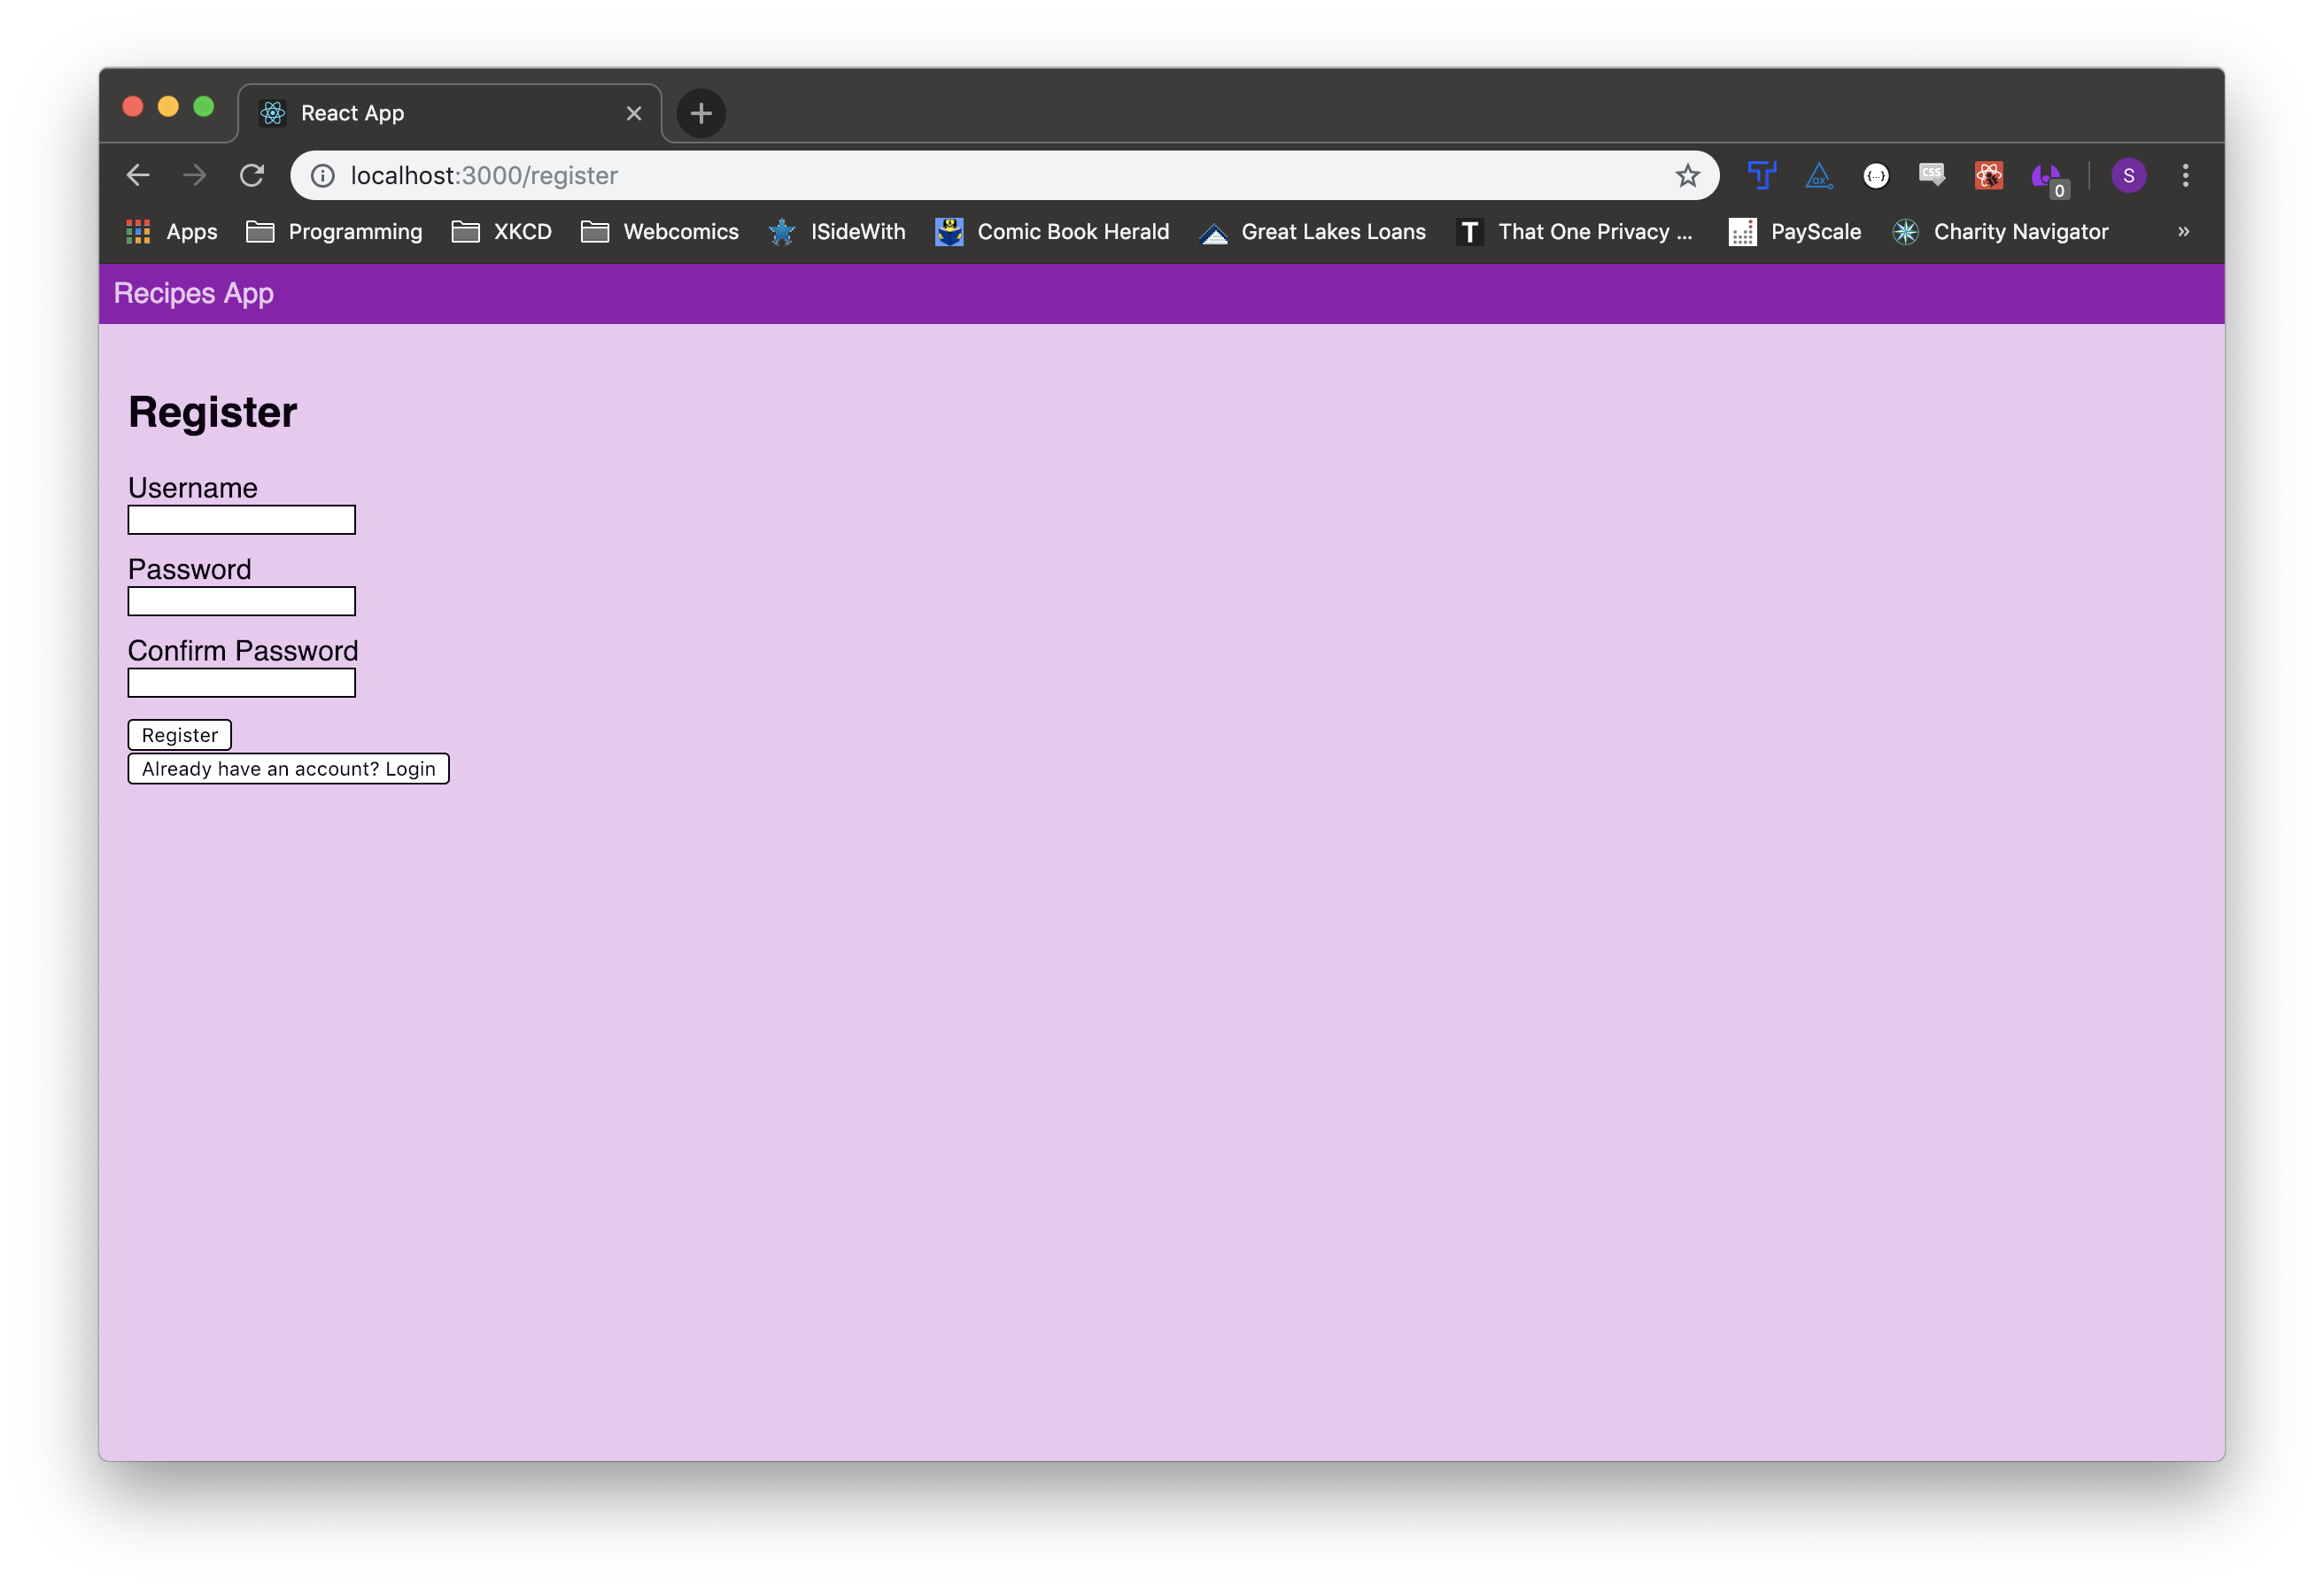 React App
localhost:3000/register
{...} CSS 0 S
Apps Programming XKCD Webcomics ISideWith Comic Book Herald Great Lakes Loans T That One Privacy ... PayScale Charity Navigator »
Recipes App
Register
Username
Password
Confirm Password
Register
Already have an account? Login